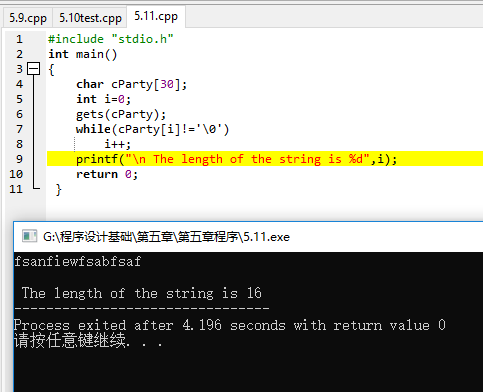 5.9.cpp 5.10test.cpp 5.11.cpp
1 #include "stdio.h"
2 int main()
3 {
4 char cParty[30];
5 int i=0;
6 gets(cParty);
7 while(cParty[i]!='\0')
8 i++;
9 printf("\n The length of the string is %d",i);
10 return 0;
11 }
G:\程序设计基础\第五章\第五章程序\5.11.exe
fsanfiewfsabfsaf
The length of the string is 16
--------------------------------
Process exited after 4.196 seconds with return value 0
请按任意键继续. . .